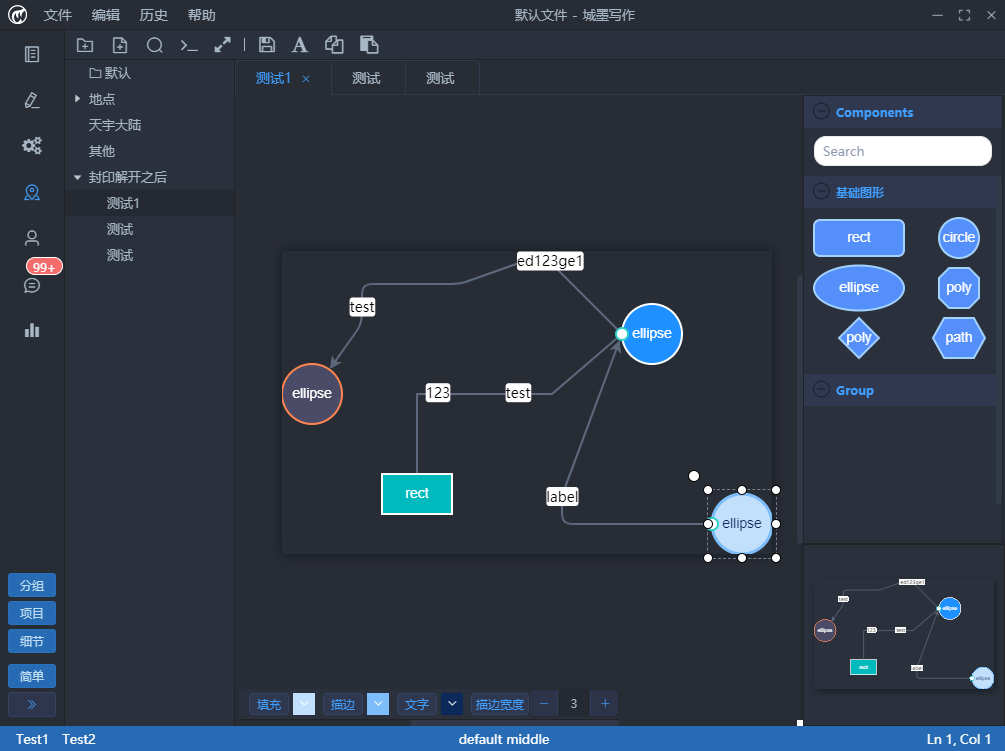 文件 编辑 历史 帮助 默认文件 - 城墨写作
默认
地点
天宇大陆
其他
封印解开之后
测试1
测试
测试
99+
分组
项目
细节
简单
测试1 × 测试 测试
ed123ge1
test
ellipse
ellipse
123 test
rect
label
ellipse
Components
Search
基础图形
rect circle
ellipse poly
poly path
Group
ed123ge1
test
ellipse
ellipse
123 test
rect
label
ellipse
填充 描边 文字 描边宽度 − 3 +
Test1 Test2 default middle Ln 1, Col 1